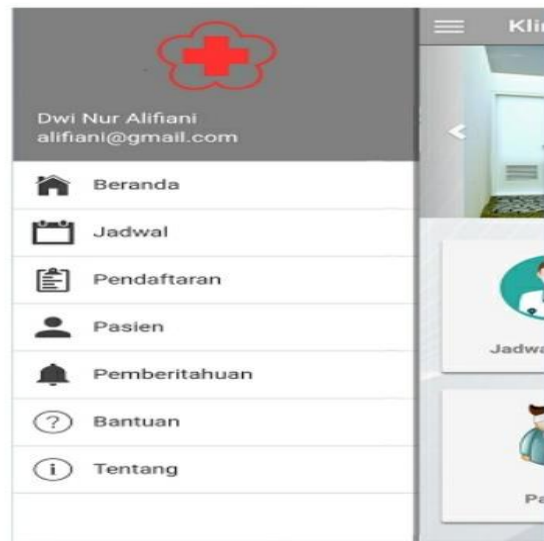 Dwi Nur Alifiani
alifiani@gmail.com
Beranda
Jadwal
Pendaftaran
Pasien
Pemberitahuan
Bantuan
Tentang